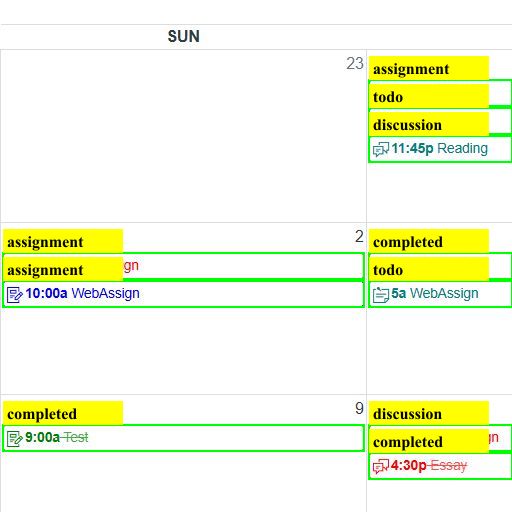 SUN
23
assignment
todo
discussion
11:45p Reading
2
assignment
gn
assignment
10:00a WebAssign
completed
todo
5a WebAssign
9
completed
9:00a Test
discussion
gn
completed
4:30p Essay